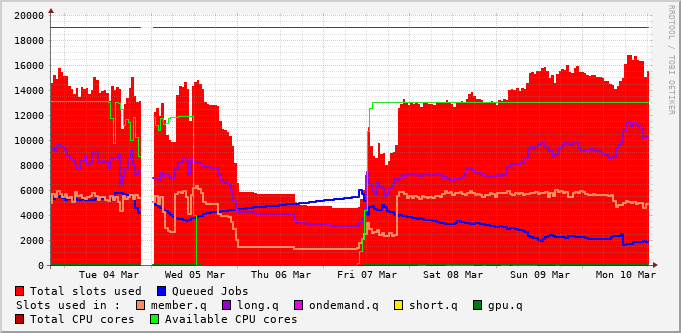 20000
18000
16000
14000
12000
10000
8000
6000
4000
2000
0
Tue 04 Mar Wed 05 Mar Thu 06 Mar Fri 07 Mar Sat 08 Mar Sun 09 Mar Mon 10 Mar
Total slots used Queued Jobs
Slots used in : member.q long.q ondemand.q short.q gpu.q
Total CPU cores Available CPU cores
RRDTOOL / TOBI OETIKER